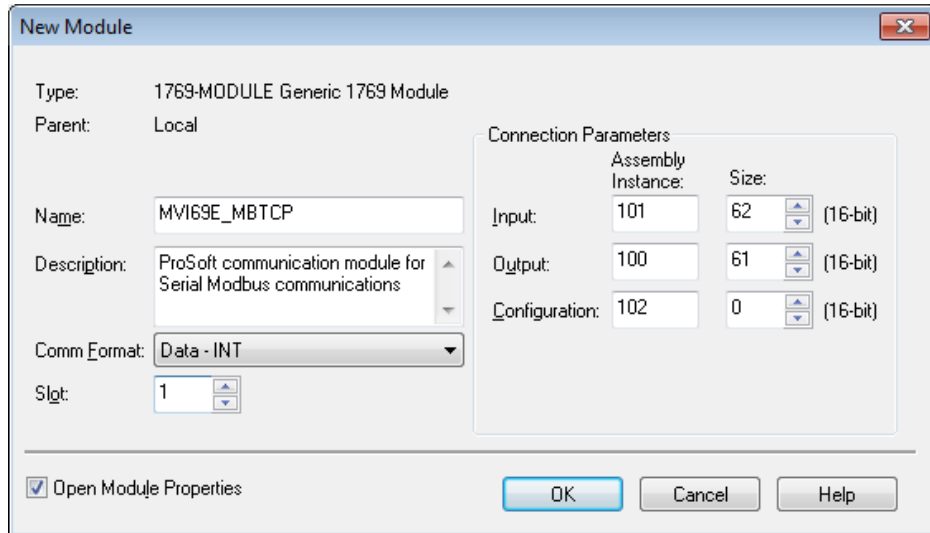 New Module
Type: 1769-MODULE Generic 1769 Module
Parent: Local
Connection Parameters
Assembly
Instance: Size:
Name: MVI69E_MBTCP
Input: 101 62 (16-bit)
Description: ProSoft communication module for
Serial Modbus communications
Output: 100 61 (16-bit)
Configuration: 102 0 (16-bit)
Comm Format: Data - INT
Slot: 1
Open Module Properties
OK Cancel Help